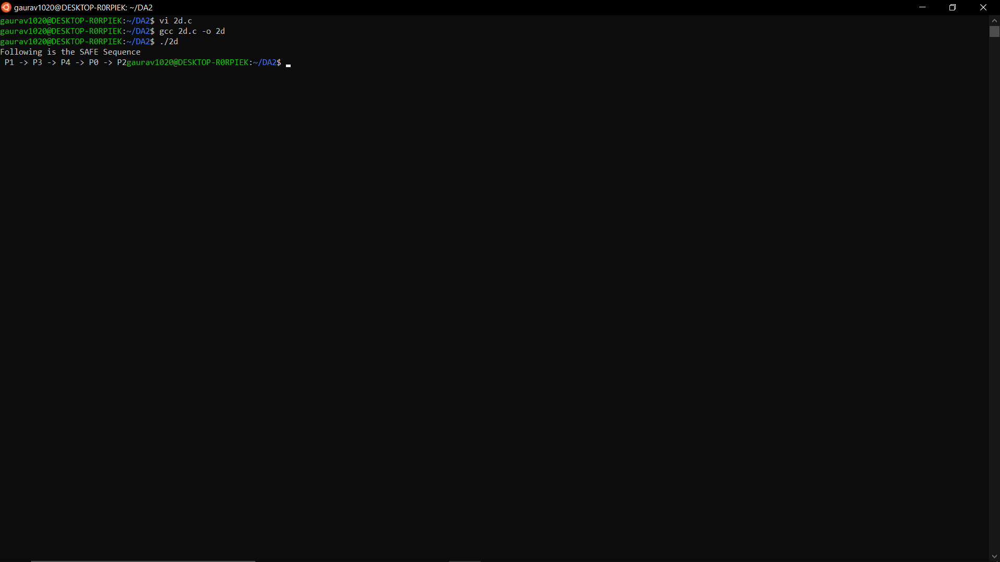 gaurav1020@DESKTOP-R0RPIEK: ~/DA2
gaurav1020@DESKTOP-R0RPIEK:~/DA2$ vi 2d.c
gaurav1020@DESKTOP-R0RPIEK:~/DA2$ gcc 2d.c -o 2d
gaurav1020@DESKTOP-R0RPIEK:~/DA2$ ./2d
Following is the SAFE Sequence
 P1 -> P3 -> P4 -> P0 -> P2gaurav1020@DESKTOP-R0RPIEK:~/DA2$